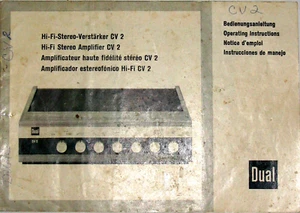 CV2
CV 2
Hi-Fi-Stereo-Verstärker CV 2
Hi-Fi Stereo Amplifier CV 2
Amplificateur haute fidélité stéréo CV 2
Amplificador estereofónico Hi-Fi CV 2
Bedienungsanleitung
Operating Instructions
Notice d'emploi
Instrucciones de manejo
Dual
Dual